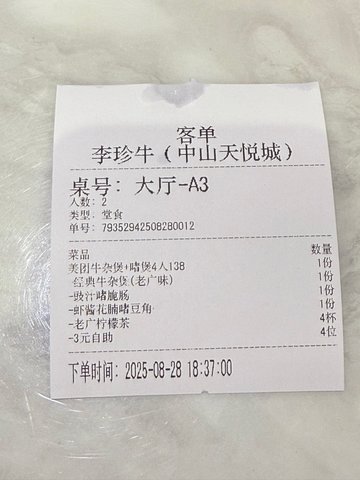 客单
李珍牛（中山天悦城）
桌号: 大厅-A3
人数: 2
类型: 堂食
单号: 79352942508280012
菜品 数量
美团牛杂煲+啫煲4人138 1份
-经典牛杂煲(老广味) 1份
-豉汁啫脆肠 1份
-虾酱花腩啫豆角 1份
-老广柠檬茶 4杯
-3元自助 4位
下单时间: 2025-08-28 18:37:00